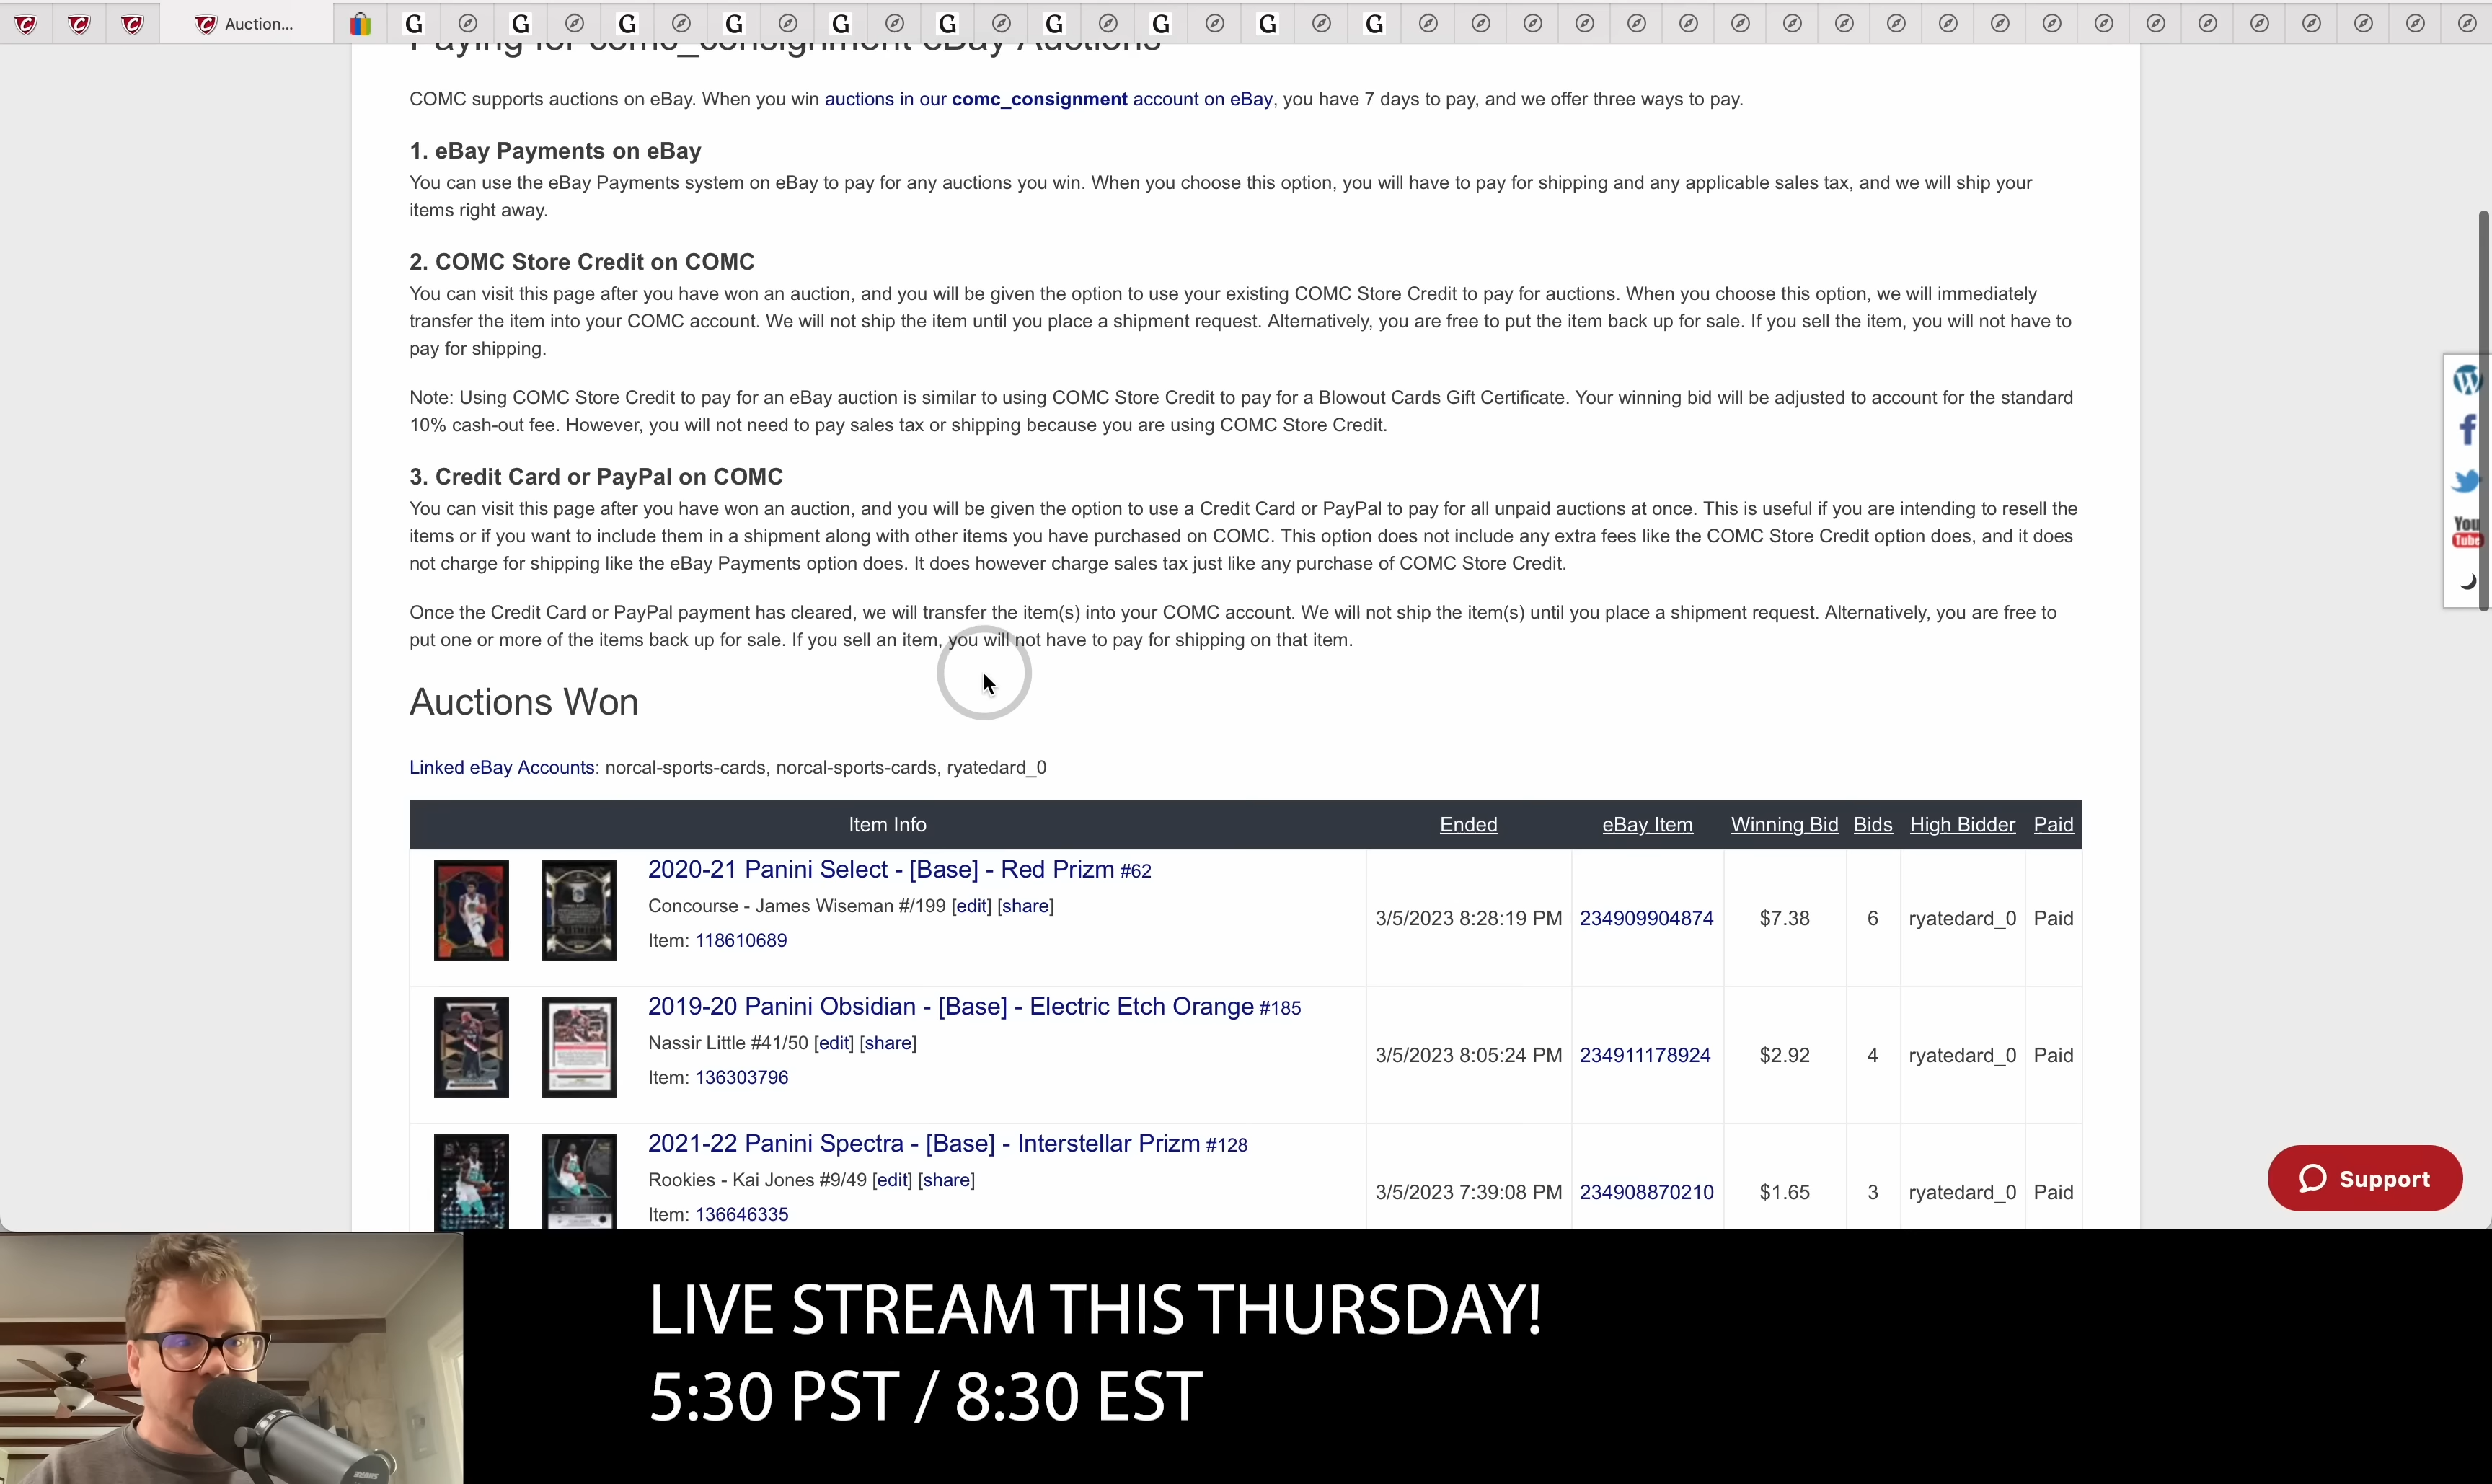 Auction...
Paying for comc_consignment eBay Auctions
COMC supports auctions on eBay. When you win auctions in our comc_consignment account on eBay, you have 7 days to pay, and we offer three ways to pay.
1. eBay Payments on eBay
You can use the eBay Payments system on eBay to pay for any auctions you win. When you choose this option, you will have to pay for shipping and any applicable sales tax, and we will ship your
items right away.
2. COMC Store Credit on COMC
You can visit this page after you have won an auction, and you will be given the option to use your existing COMC Store Credit to pay for auctions. When you choose this option, we will immediately
transfer the item into your COMC account. We will not ship the item until you place a shipment request. Alternatively, you are free to put the item back up for sale. If you sell the item, you will not have to
pay for shipping.
Note: Using COMC Store Credit to pay for an eBay auction is similar to using COMC Store Credit to pay for a Blowout Cards Gift Certificate. Your winning bid will be adjusted to account for the standard
10% cash-out fee. However, you will not need to pay sales tax or shipping because you are using COMC Store Credit.
3. Credit Card or PayPal on COMC
You can visit this page after you have won an auction, and you will be given the option to use a Credit Card or PayPal to pay for all unpaid auctions at once. This is useful if you are intending to resell the
items or if you want to include them in a shipment along with other items you have purchased on COMC. This option does not include any extra fees like the COMC Store Credit option does, and it does
not charge for shipping like the eBay Payments option does. It does however charge sales tax just like any purchase of COMC Store Credit.
Once the Credit Card or PayPal payment has cleared, we will transfer the item(s) into your COMC account. We will not ship the item(s) until you place a shipment request. Alternatively, you are free to
put one or more of the items back up for sale. If you sell an item, you will not have to pay for shipping on that item.
Auctions Won
Linked eBay Accounts: norcal-sports-cards, norcal-sports-cards, ryatedard_0
Item Info Ended eBay Item Winning Bid Bids High Bidder Paid
2020-21 Panini Select - [Base] - Red Prizm #62
Concourse - James Wiseman #/199 [edit] [share]
Item: 118610689
3/5/2023 8:28:19 PM 234909904874 $7.38 6 ryatedard_0 Paid
2019-20 Panini Obsidian - [Base] - Electric Etch Orange #185
Nassir Little #41/50 [edit] [share]
Item: 136303796
3/5/2023 8:05:24 PM 234911178924 $2.92 4 ryatedard_0 Paid
2021-22 Panini Spectra - [Base] - Interstellar Prizm #128
Rookies - Kai Jones #9/49 [edit] [share]
Item: 136646335
3/5/2023 7:39:08 PM 234908870210 $1.65 3 ryatedard_0 Paid
You
Tube
Support
LIVE STREAM THIS THURSDAY!
5:30 PST / 8:30 EST